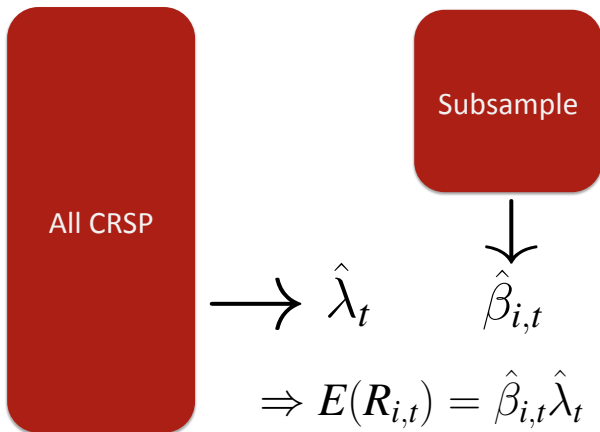 Subsample
All CRSP
→ λ̂_t
↓ β̂_{i,t}
⇒ E(R_{i,t}) = β̂_{i,t}λ̂_t